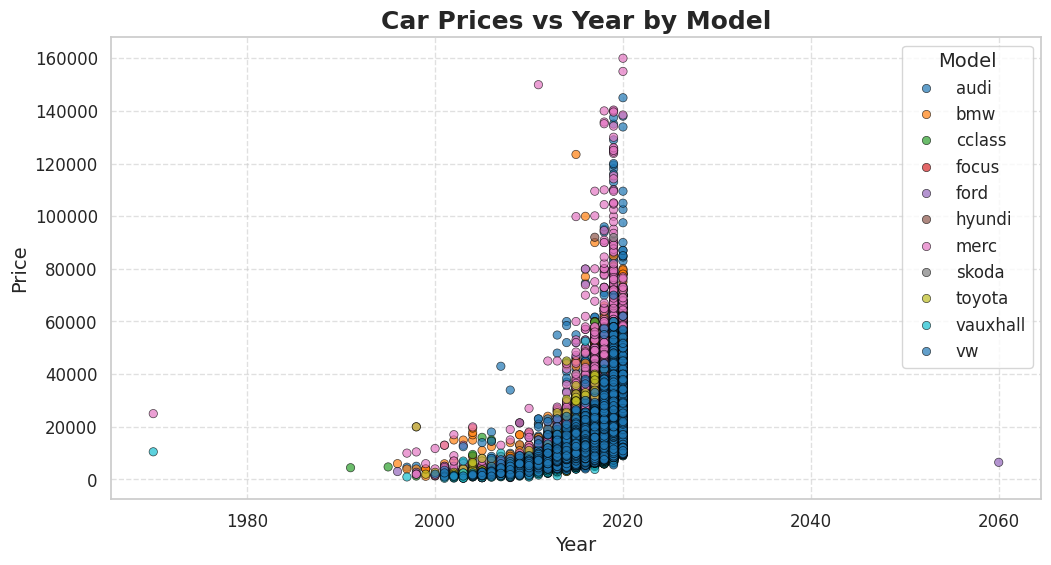 Car Prices vs Year by Model
Price
160000
140000
120000
100000
80000
60000
40000
20000
0
1980
2000
2020
2040
2060
Year
Model
audi
bmw
cclass
focus
ford
hyundi
merc
skoda
toyota
vauxhall
vw